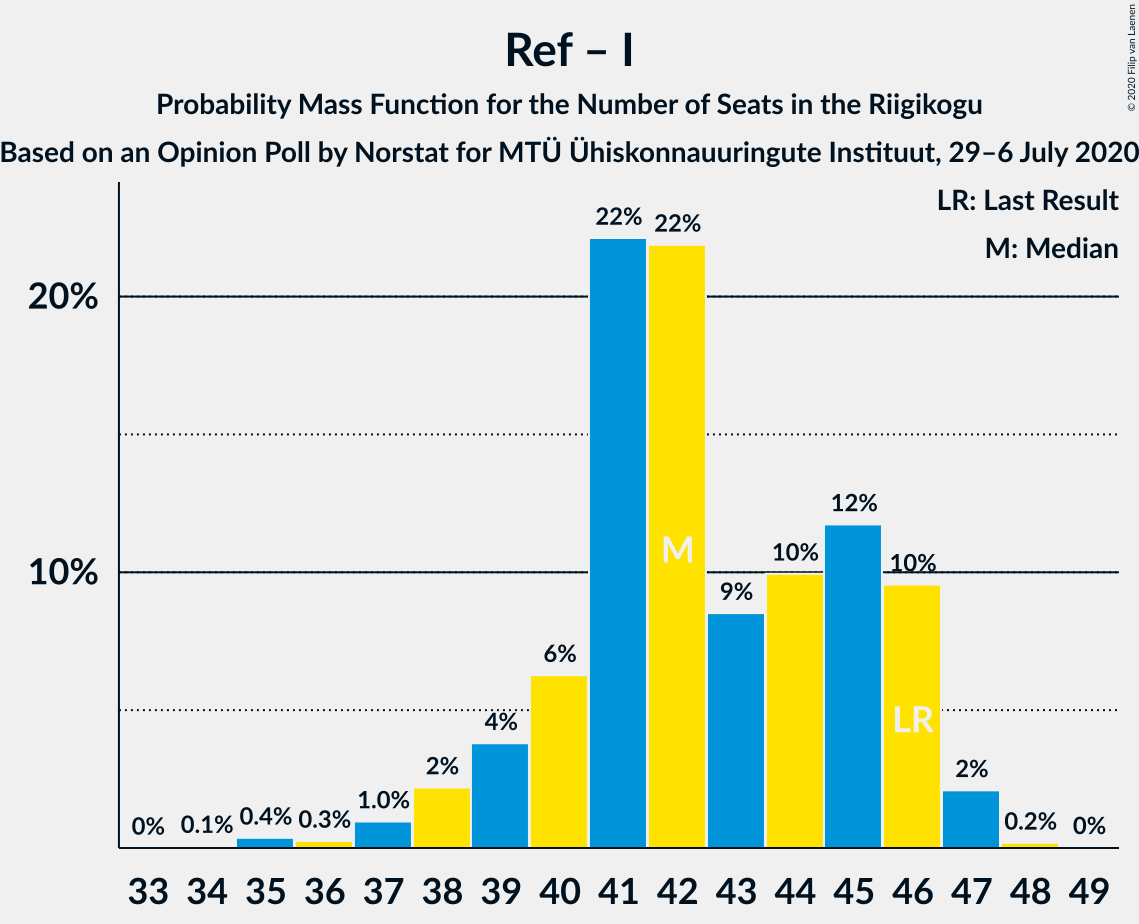 Ref – I
Probability Mass Function for the Number of Seats in the Riigikogu
Based on an Opinion Poll by Norstat for MTÜ Ühiskonnauuringute Instituut, 29–6 July 2020
© 2020 Filip van Laenen
LR: Last Result
M: Median
20%
10%
0% 0.1% 0.4% 0.3% 1.0% 2% 4% 6% 22% 22% 9% 10% 12% 10% 2% 0.2% 0%
M
LR
33 34 35 36 37 38 39 40 41 42 43 44 45 46 47 48 49